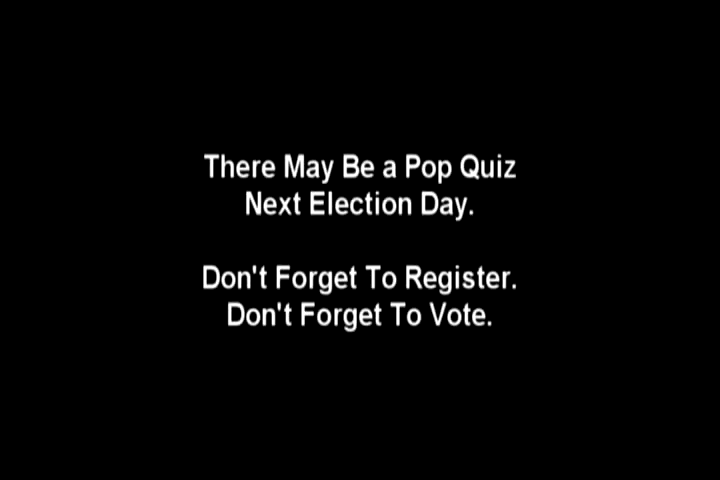 There May Be a Pop Quiz
Next Election Day.
Don't Forget To Register.
Don't Forget To Vote.